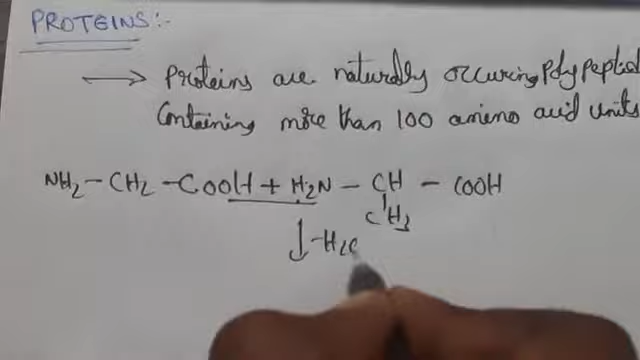 PROTEINS:-
→ Proteins are naturally occuring polypeptid
Containing more than 100 amino acid units
NH₂ - CH₂ - COOH + H₂N - CH - COOH
CH₃
↓ -H₂O